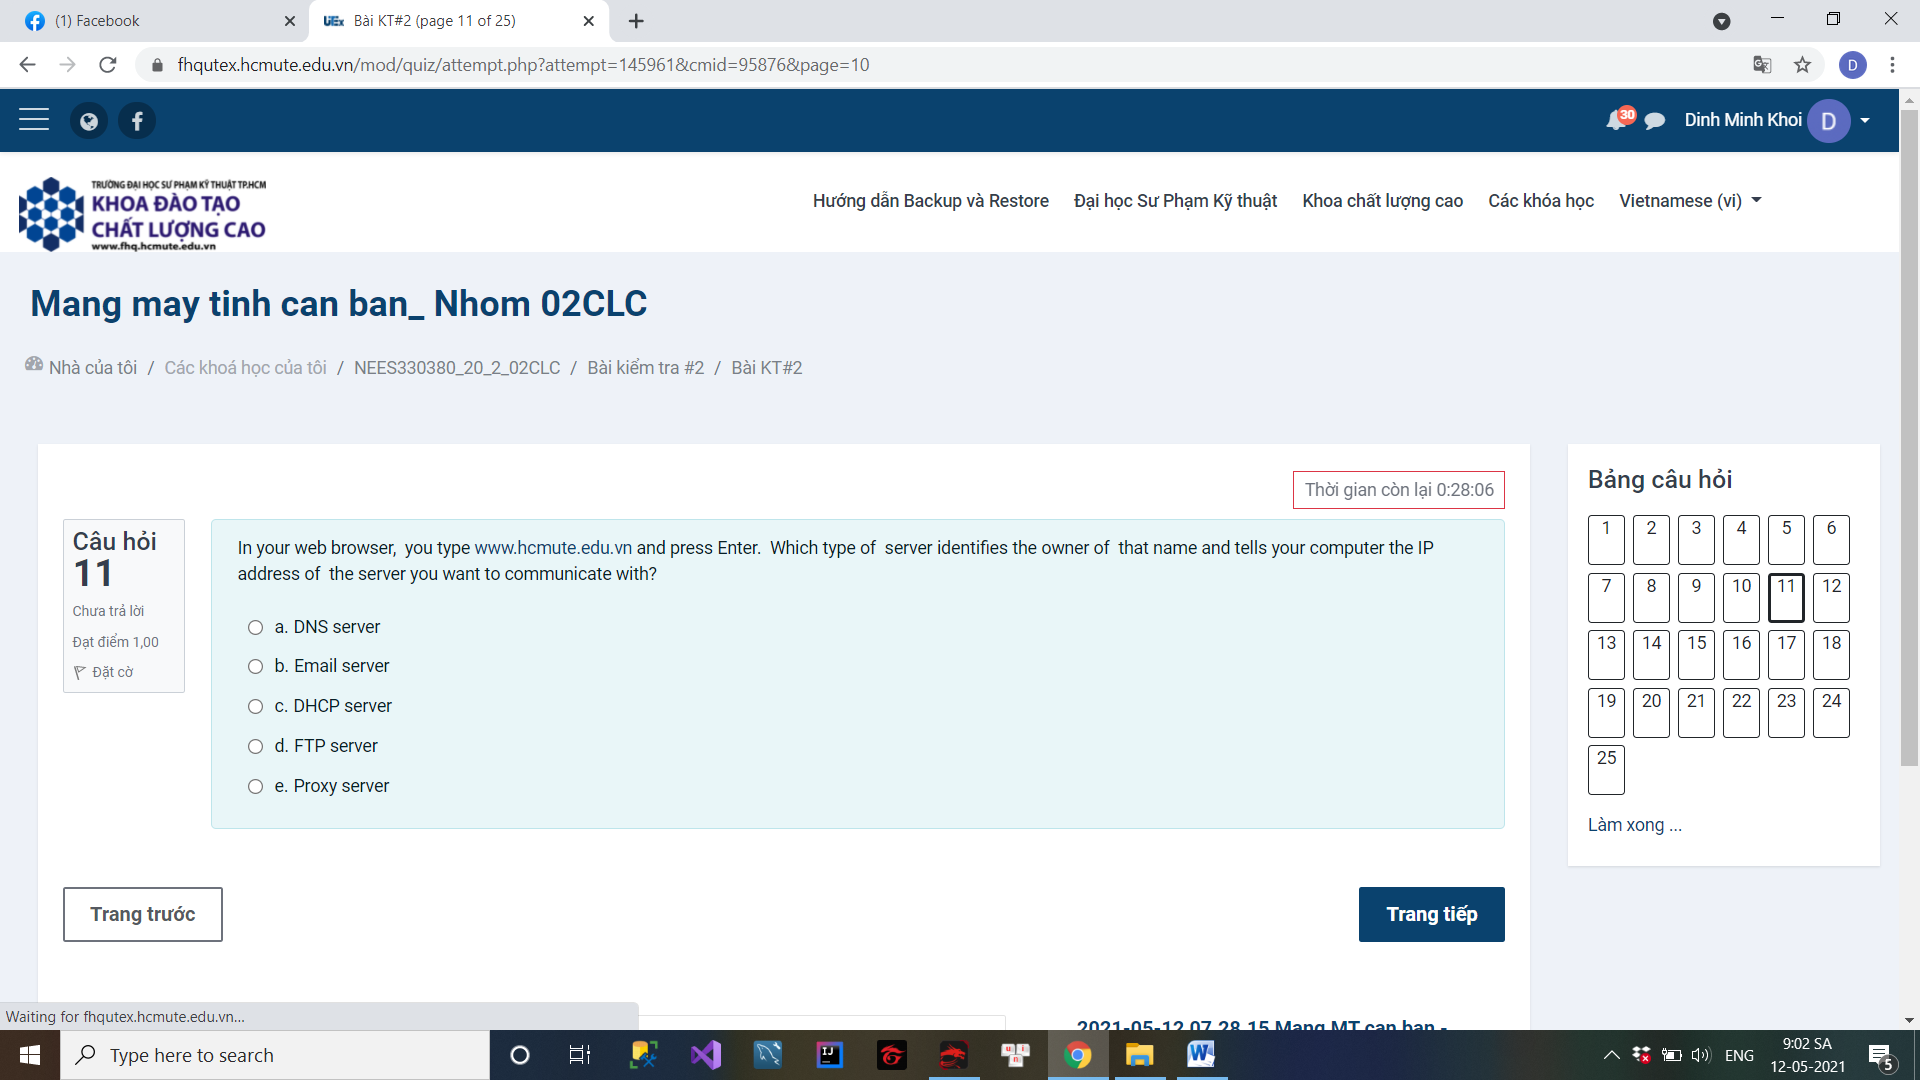 (1) Facebook
UEx Bài KT#2 (page 11 of 25)
fhqutex.hcmute.edu.vn/mod/quiz/attempt.php?attempt=145961&cmid=95876&page=10
D
30
Dinh Minh Khoi D
TRƯỜNG ĐẠI HỌC SƯ PHẠM KỸ THUẬT TP.HCM
KHOA ĐÀO TẠO
CHẤT LƯỢNG CAO
www.fhq.hcmute.edu.vn
Hướng dẫn Backup và Restore Đại học Sư Phạm Kỹ thuật Khoa chất lượng cao Các khóa học Vietnamese (vi)
Mang may tinh can ban_ Nhom 02CLC
Nhà của tôi / Các khoá học của tôi / NEES330380_20_2_02CLC / Bài kiểm tra #2 / Bài KT#2
Thời gian còn lại 0:28:06
Câu hỏi
11
Chưa trả lời
Đạt điểm 1,00
Đặt cờ
In your web browser, you type www.hcmute.edu.vn and press Enter. Which type of server identifies the owner of that name and tells your computer the IP
address of the server you want to communicate with?
a. DNS server
b. Email server
c. DHCP server
d. FTP server
e. Proxy server
Trang trước
Trang tiếp
Bảng câu hỏi
1 2 3 4 5 6
7 8 9 10 11 12
13 14 15 16 17 18
19 20 21 22 23 24
25
Làm xong ...
2021-05-12 07.28.15 Mang MT can ban -
Waiting for fhqutex.hcmute.edu.vn...
Type here to search
IJ
W
ENG
9:02 SA
12-05-2021
5